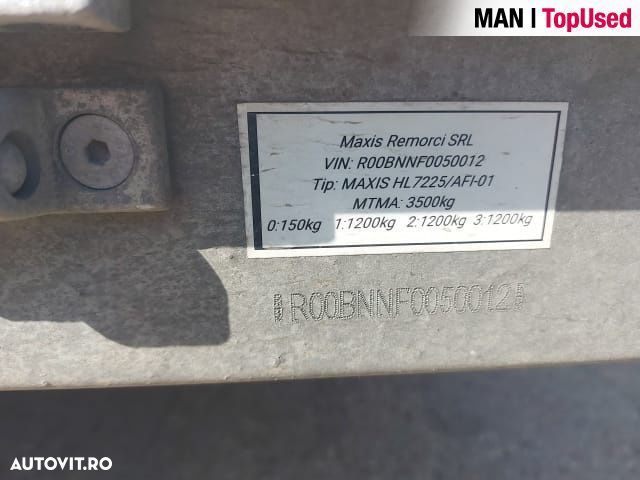 MAN | TopUsed
Maxis Remorci SRL
VIN: R00BNNF0050012
Tip: MAXIS HL7225/AFI-01
MTMA: 3500kg
0:150kg 1:1200kg 2:1200kg 3:1200kg
R00BNNF0050012
AUTOVIT.RO